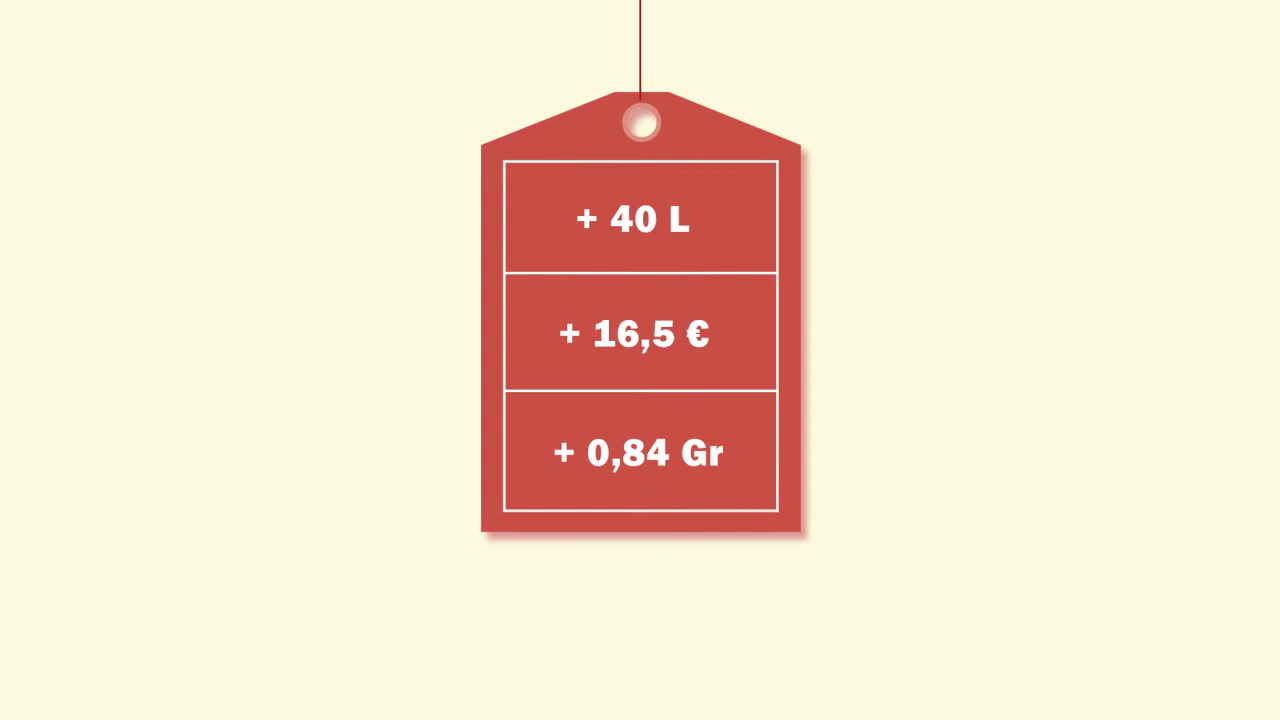 + 40 L
+ 16,5 €
+ 0,84 Gr